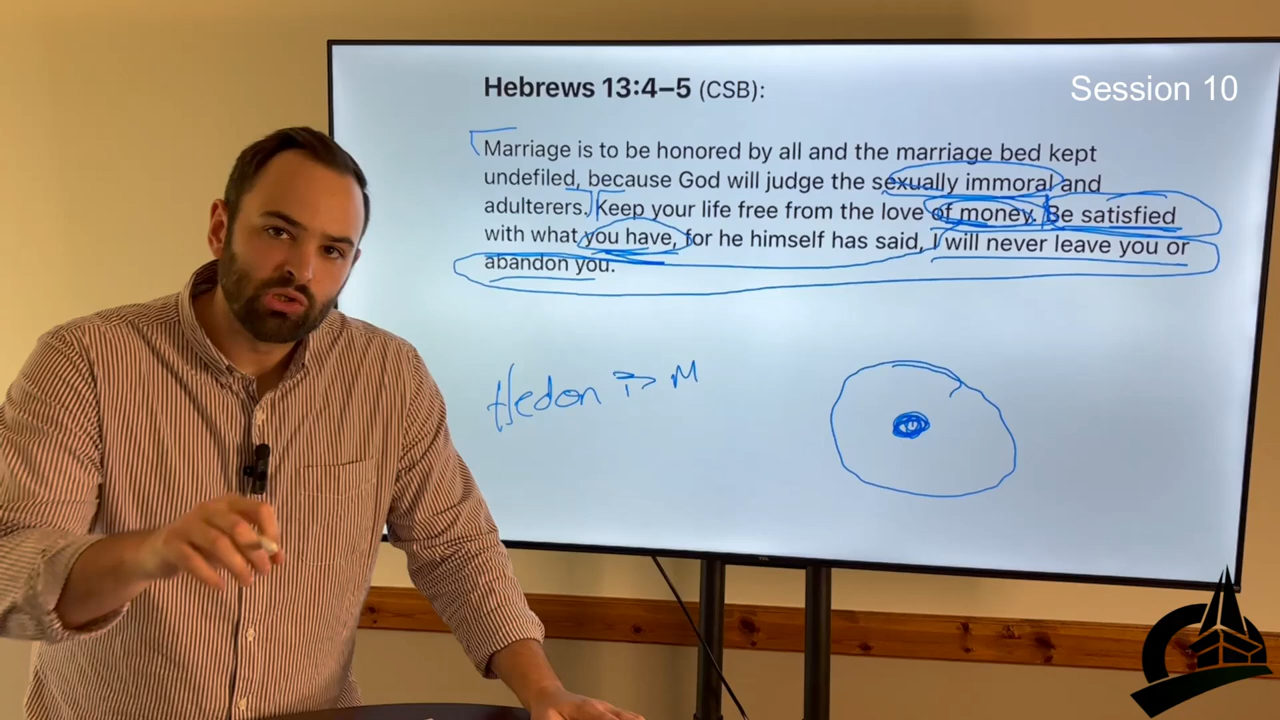 Hebrews 13:4–5 (CSB):
Session 10
Marriage is to be honored by all and the marriage bed kept
undefiled, because God will judge the sexually immoral and
adulterers. Keep your life free from the love of money. Be satisfied
with what you have, for he himself has said, I will never leave you or
abandon you.
Hedon
M
TCL